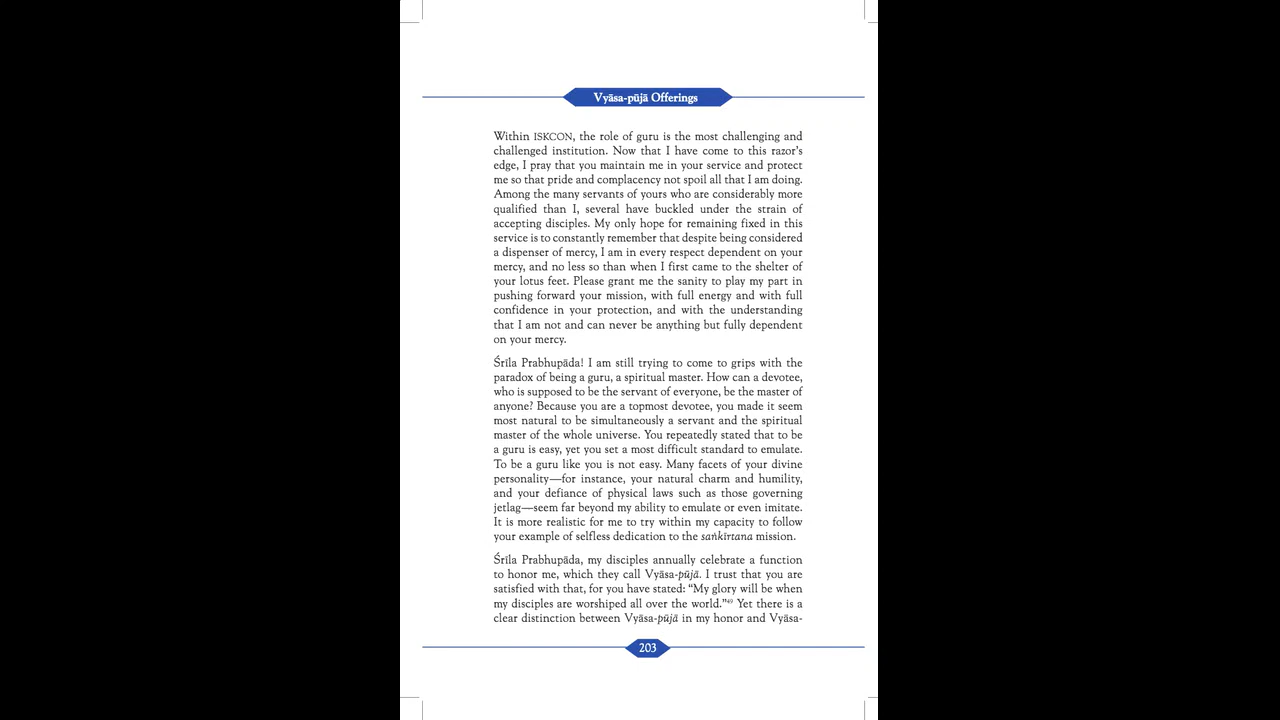 Vyāsa-pūjā Offerings
Within ISKCON, the role of guru is the most challenging and
challenged institution. Now that I have come to this razor's
edge, I pray that you maintain me in your service and protect
me so that pride and complacency not spoil all that I am doing.
Among the many servants of yours who are considerably more
qualified than I, several have buckled under the strain of
accepting disciples. My only hope for remaining fixed in this
service is to constantly remember that despite being considered
a dispenser of mercy, I am in every respect dependent on your
mercy, and no less so than when I first came to the shelter of
your lotus feet. Please grant me the sanity to play my part in
pushing forward your mission, with full energy and with full
confidence in your protection, and with the understanding
that I am not and can never be anything but fully dependent
on your mercy.
Śrīla Prabhupāda! I am still trying to come to grips with the
paradox of being a guru, a spiritual master. How can a devotee,
who is supposed to be the servant of everyone, be the master of
anyone? Because you are a topmost devotee, you made it seem
most natural to be simultaneously a servant and the spiritual
master of the whole universe. You repeatedly stated that to be
a guru is easy, yet you set a most difficult standard to emulate.
To be a guru like you is not easy. Many facets of your divine
personality—for instance, your natural charm and humility,
and your defiance of physical laws such as those governing
jetlag—seem far beyond my ability to emulate or even imitate.
It is more realistic for me to try within my capacity to follow
your example of selfless dedication to the saṅkīrtana mission.
Śrīla Prabhupāda, my disciples annually celebrate a function
to honor me, which they call Vyāsa-pūjā. I trust that you are
satisfied with that, for you have stated: “My glory will be when
my disciples are worshiped all over the world.”⁴⁹ Yet there is a
clear distinction between Vyāsa-pūjā in my honor and Vyāsa-
203